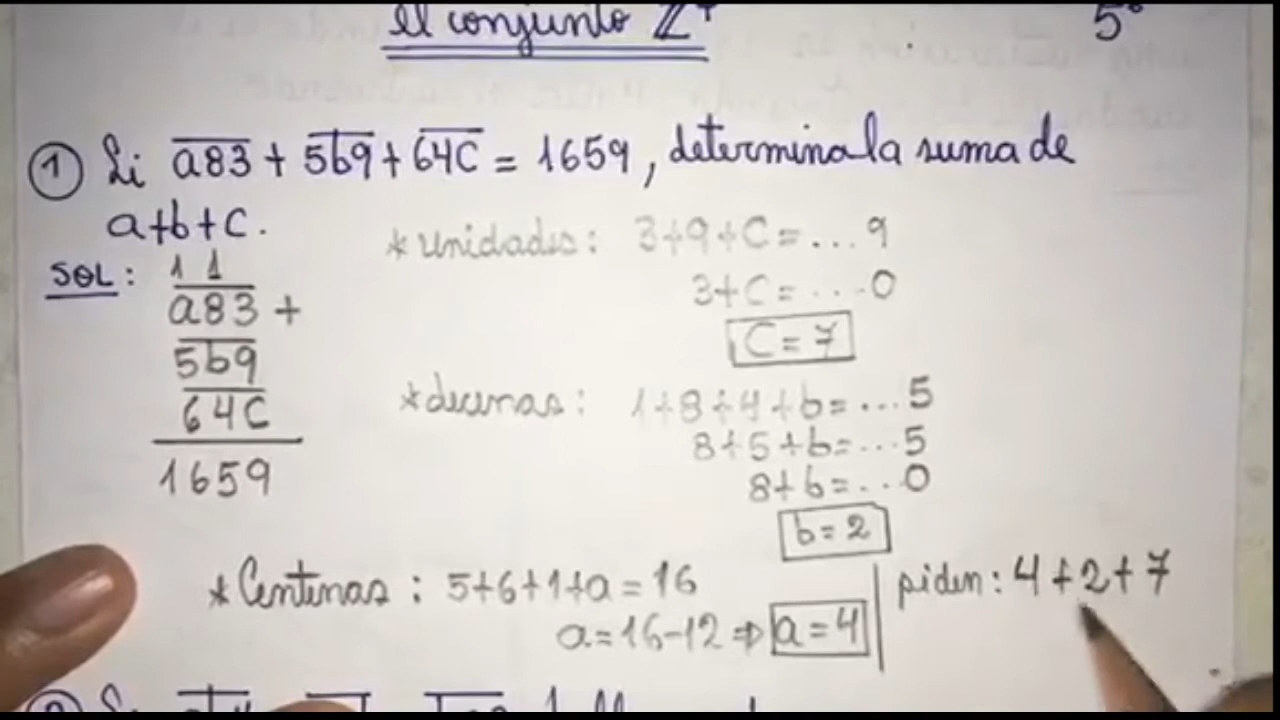 el conjunto Z⁺
5°
① Si a83 + 5b9 + 64C = 1659, determina la suma de
a+b+c.
SOL:
1 1
a83 +
5b9
64C
1659
* Unidades: 3+9+C=...9
3+C=...0
C=7
* decenas: 1+8+4+b=...5
8+5+b=...5
8+b=...0
b=2
* Centenas: 5+6+1+a=16
a=16-12 ⇒ a=4
piden: 4+2+7